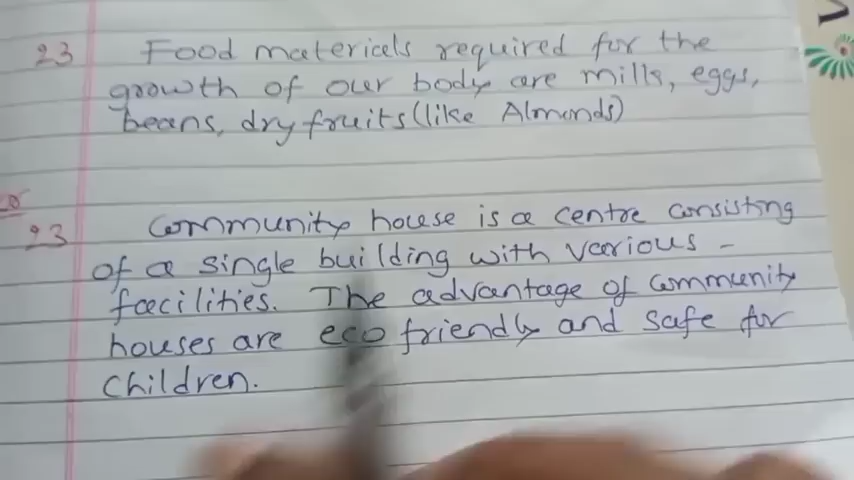 23 Food materials required for the
growth of our body are milk, eggs,
beans, dry fruits (like Almonds)
23 Community house is a centre consisting
of a single building with various -
facilities. The advantage of community
houses are eco friendly and safe for
children.